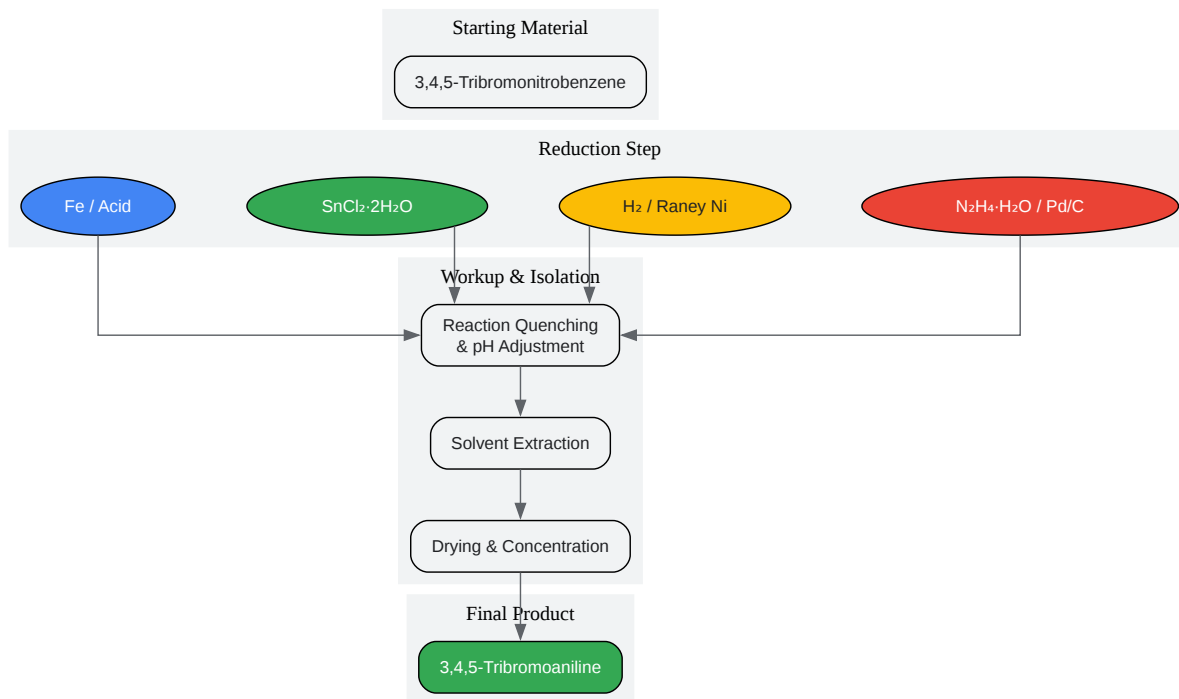 Starting Material
3,4,5-Tribromonitrobenzene
Reduction Step
Fe / Acid
SnCl₂·2H₂O
H₂ / Raney Ni
N₂H₄·H₂O / Pd/C
Workup & Isolation
Reaction Quenching
& pH Adjustment
Solvent Extraction
Drying & Concentration
Final Product
3,4,5-Tribromoaniline